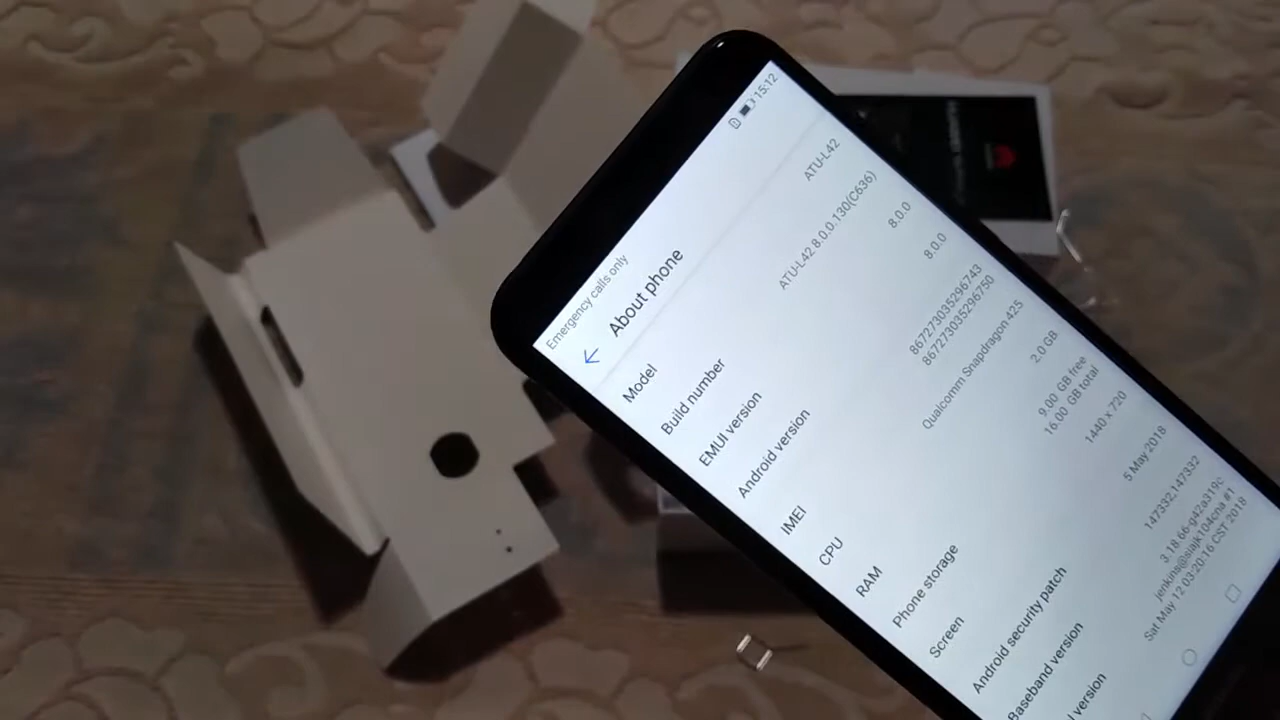 Emergency calls only 15:12
About phone
Model ATU-L42
Build number ATU-L42 8.0.0.130(C636)
EMUI version 8.0.0
Android version 8.0.0
IMEI 867273035296743
867273035296750
CPU Qualcomm Snapdragon 425
RAM 2.0 GB
Phone storage 9.00 GB free
16.00 GB total
Screen 1440 x 720
Android security patch 5 May 2018
Baseband version 147332,147332
l version 3.18.66-g42a319c
jenkins@siajk104cna #1
Sat May 12 03:20:16 CST 2018